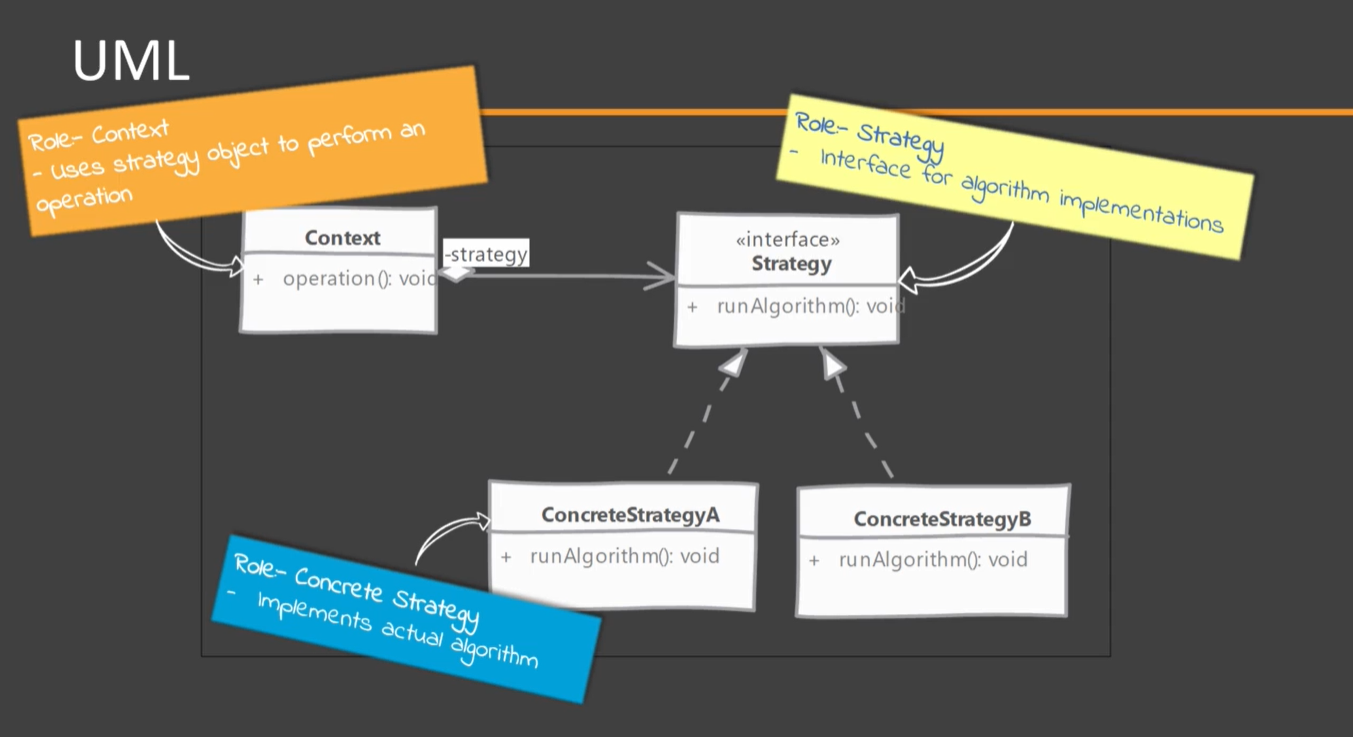 UML
Role- Context
- Uses strategy object to perform an
operation
Role- Strategy
- Interface for algorithm implementations
Context
+ operation(): void
-strategy
«interface»
Strategy
+ runAlgorithm(): void
ConcreteStrategyA
+ runAlgorithm(): void
ConcreteStrategyB
+ runAlgorithm(): void
Role- Concrete Strategy
- Implements actual algorithm